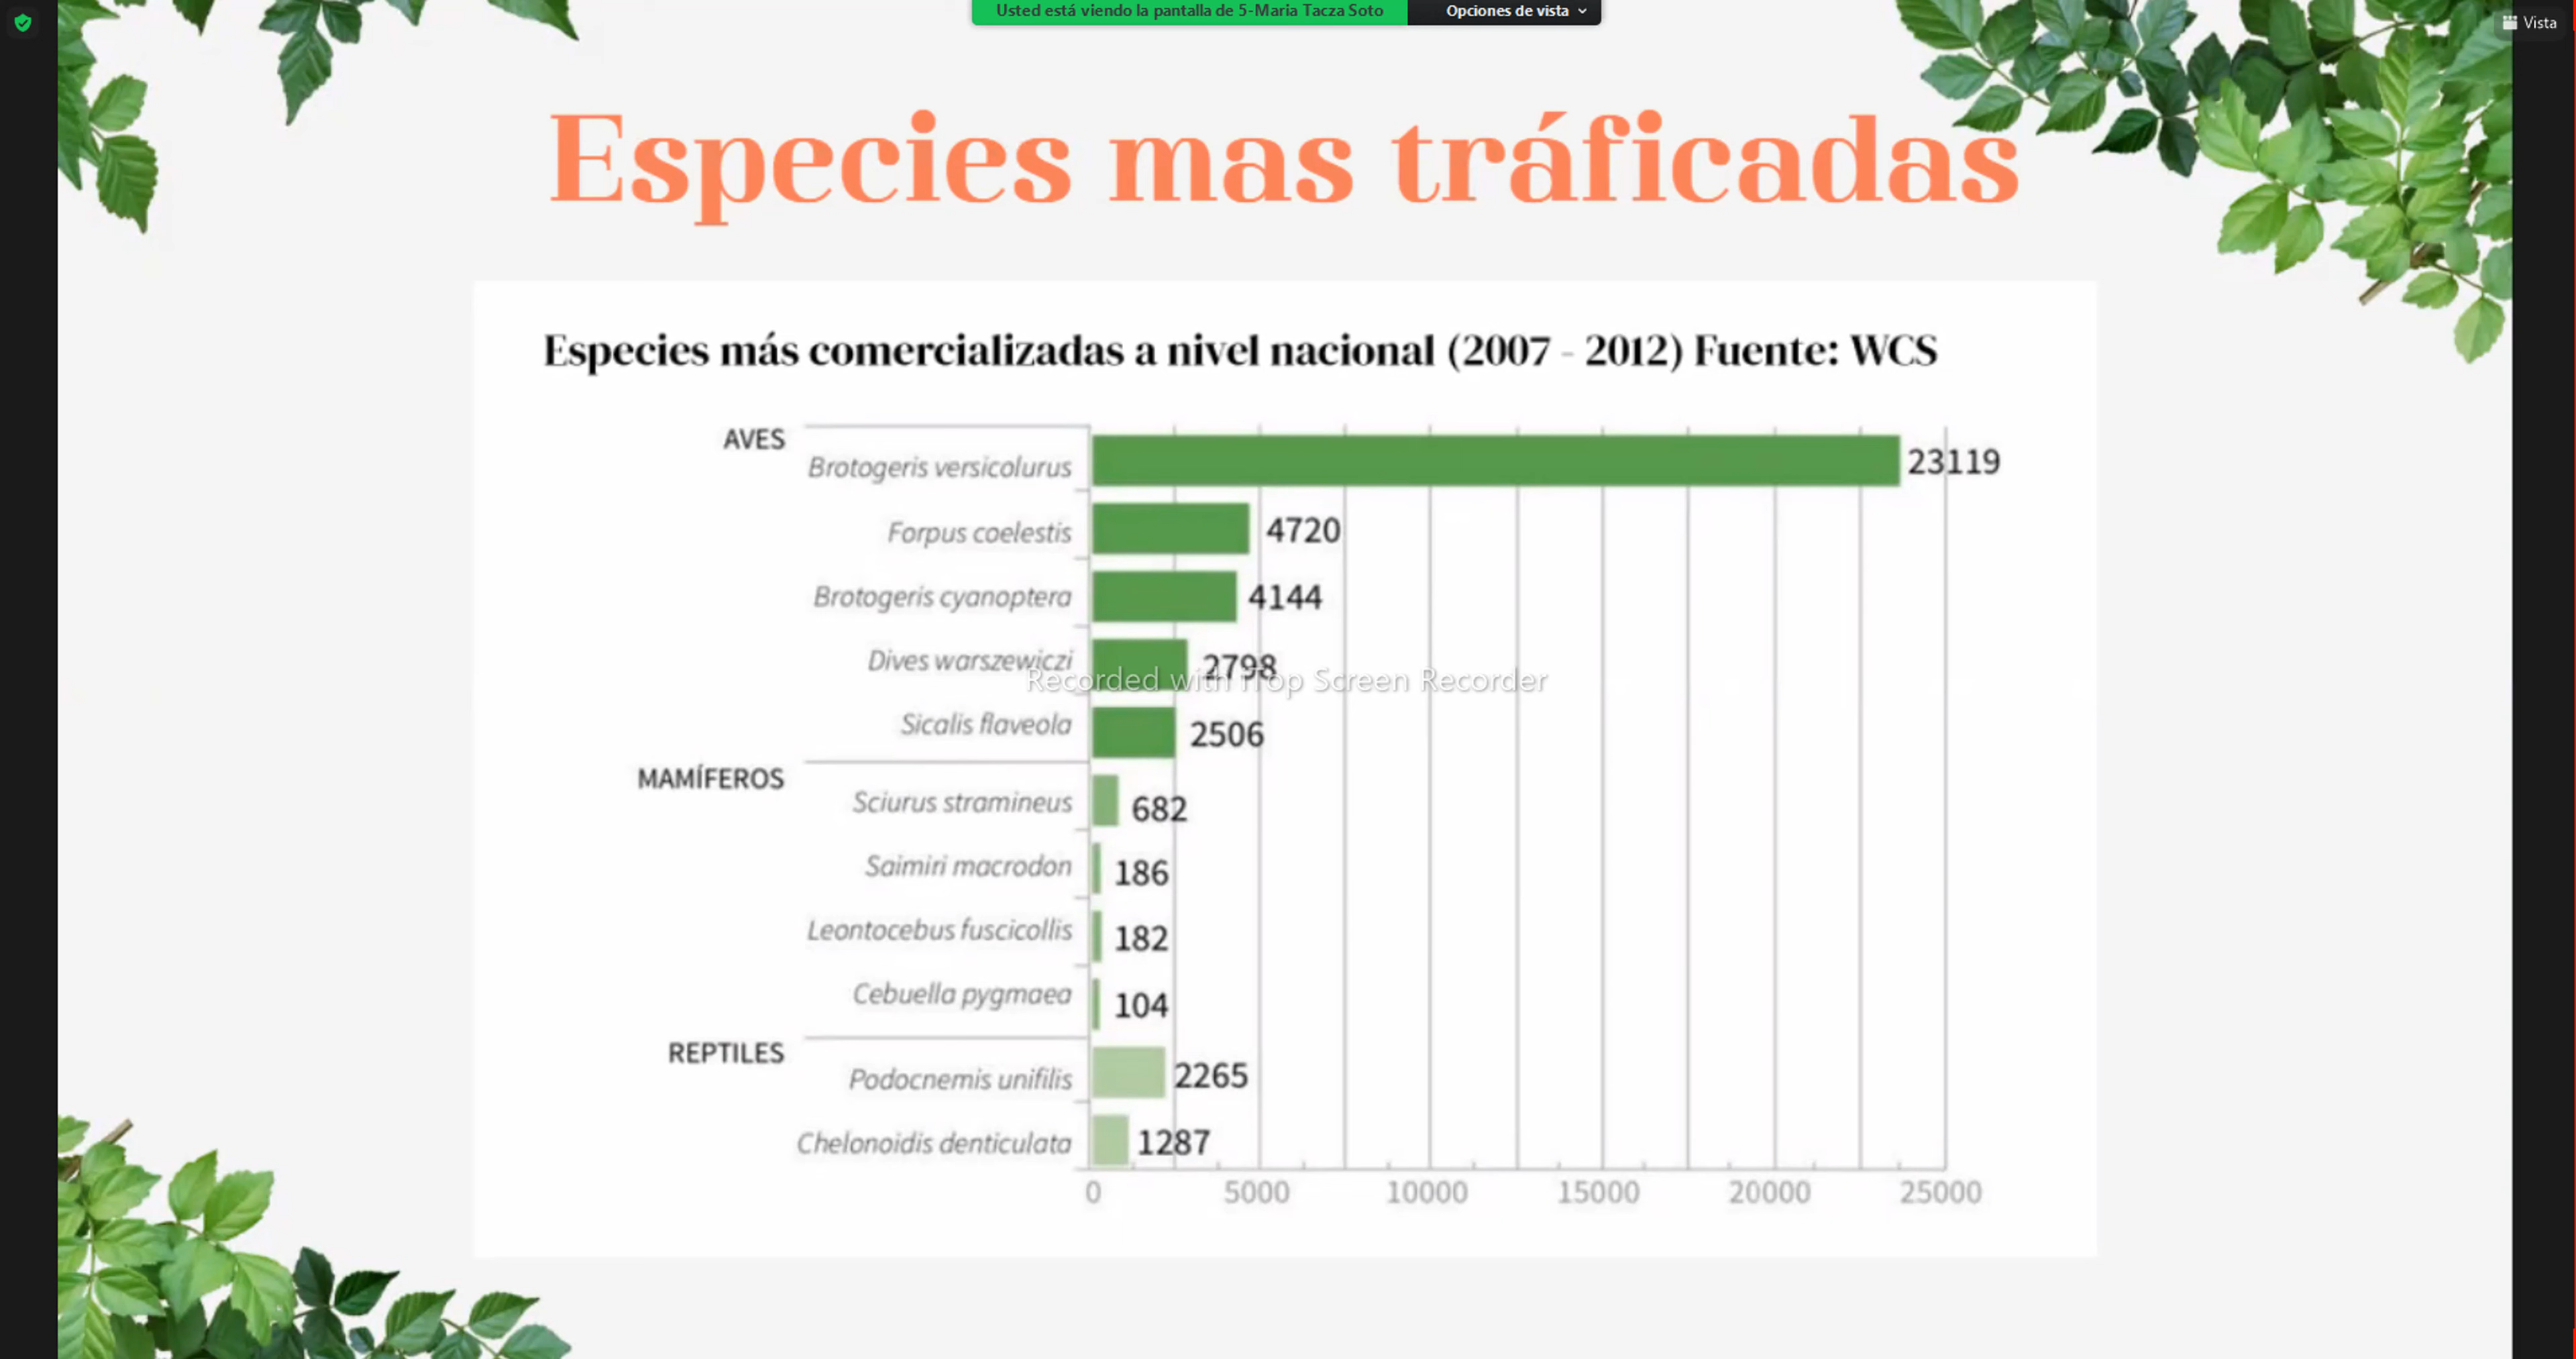 Usted está viendo la pantalla de 5-Maria Tacza Soto
Opciones de vista
Vista
Especies mas tráficadas
Especies más comercializadas a nivel nacional (2007 - 2012) Fuente: WCS
AVES
Brotogeris versicolurus 23119
Forpus coelestis 4720
Brotogeris cyanoptera 4144
Dives warszewiczi 2798
Recorded with iTop Screen Recorder
Sicalis flaveola 2506
MAMÍFEROS
Sciurus stramineus 682
Saimiri macrodon 186
Leontocebus fuscicollis 182
Cebuella pygmaea 104
REPTILES
Podocnemis unifilis 2265
Chelonoidis denticulata 1287
0 5000 10000 15000 20000 25000